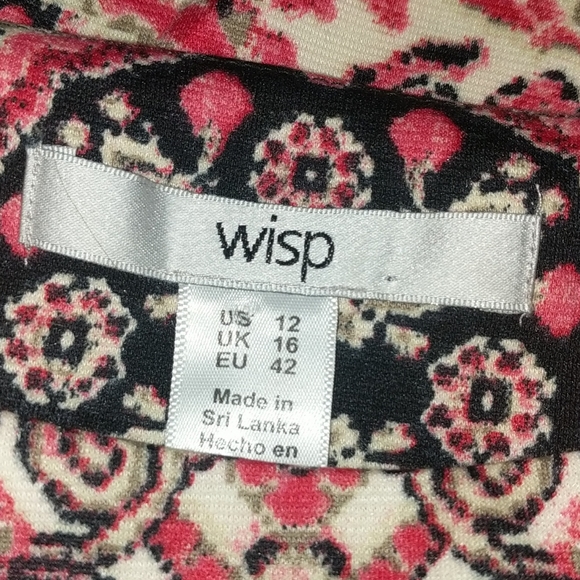 wisp
US 12
UK 16
EU 42
Made in
Sri Lanka
Hecho en